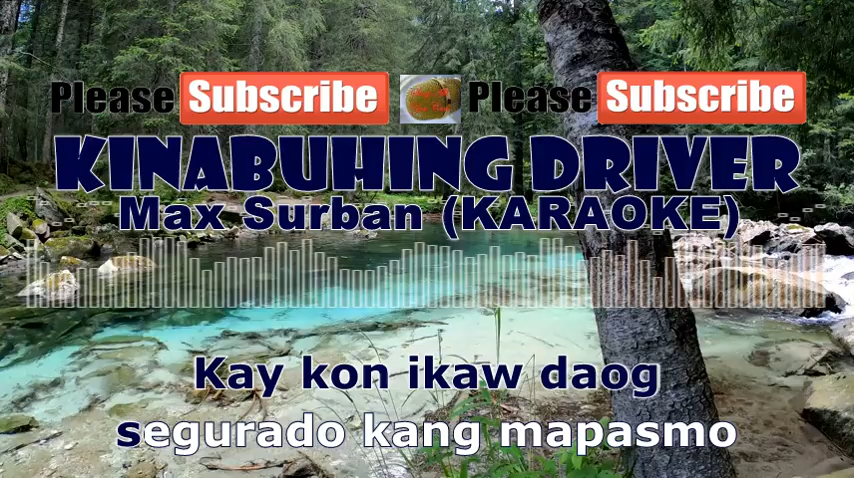 Please Subscribe Please Subscribe
KINABUHING DRIVER
Max Surban (KARAOKE)
Kay kon ikaw daog
segurado kang mapasmo